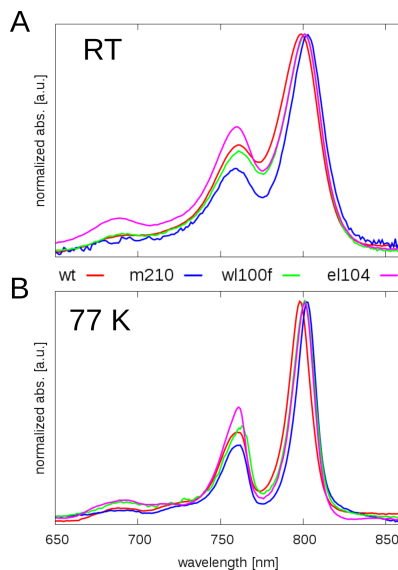 A
RT
normalized abs. [a.u.]
wt m210 wl100f el104
B
77 K
normalized abs. [a.u.]
650 700 750 800 850
wavelength [nm]